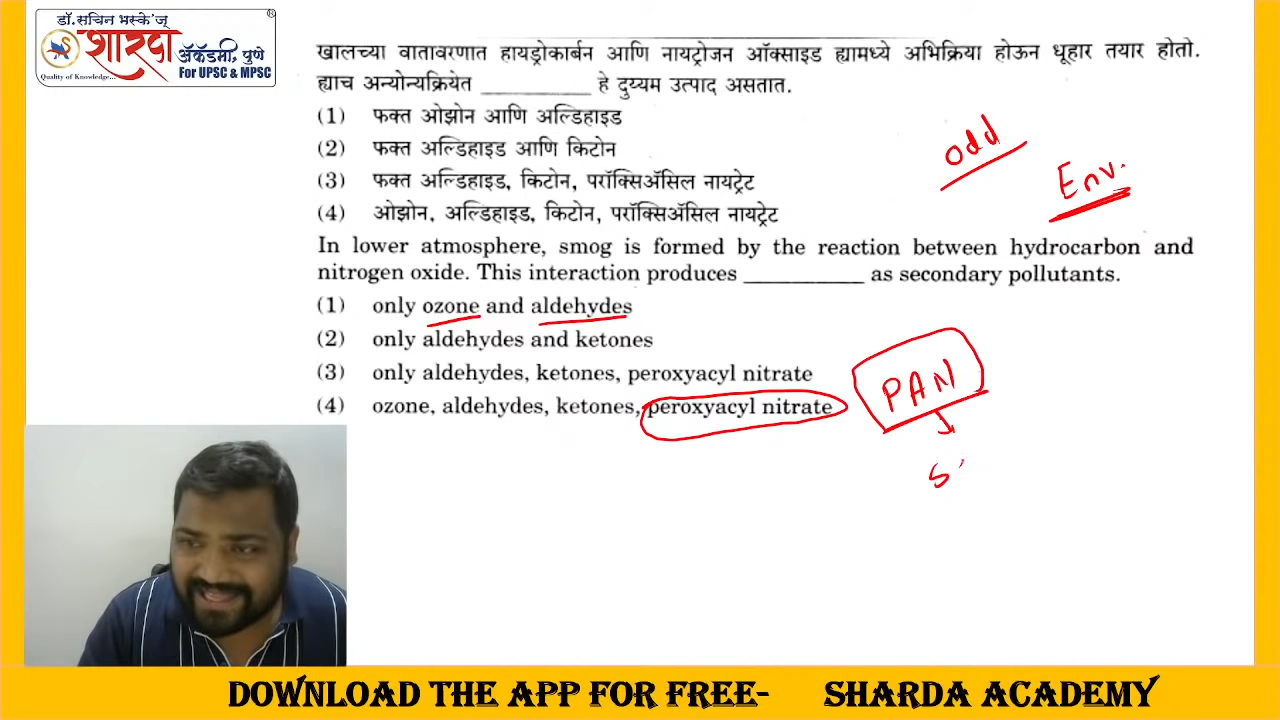 डॉ.सचिन भस्के'ज्
शारदा
ॲकॅडमी, पुणे
For UPSC & MPSC
Quality of Knowledge...
खालच्या वातावरणात हायड्रोकार्बन आणि नायट्रोजन ऑक्साइड ह्यामध्ये अभिक्रिया होऊन धूहार तयार होतो.
ह्याच अन्योन्यक्रियेत __________ हे दुय्यम उत्पाद असतात.
(1) फक्त ओझोन आणि अल्डिहाइड
(2) फक्त अल्डिहाइड आणि किटोन
(3) फक्त अल्डिहाइड, किटोन, परॉक्सिॲसिल नायट्रेट
(4) ओझोन, अल्डिहाइड, किटोन, परॉक्सिॲसिल नायट्रेट
odd
Env.
In lower atmosphere, smog is formed by the reaction between hydrocarbon and
nitrogen oxide. This interaction produces __________ as secondary pollutants.
(1) only ozone and aldehydes
(2) only aldehydes and ketones
(3) only aldehydes, ketones, peroxyacyl nitrate
(4) ozone, aldehydes, ketones, peroxyacyl nitrate
PAN
DOWNLOAD THE APP FOR FREE- SHARDA ACADEMY